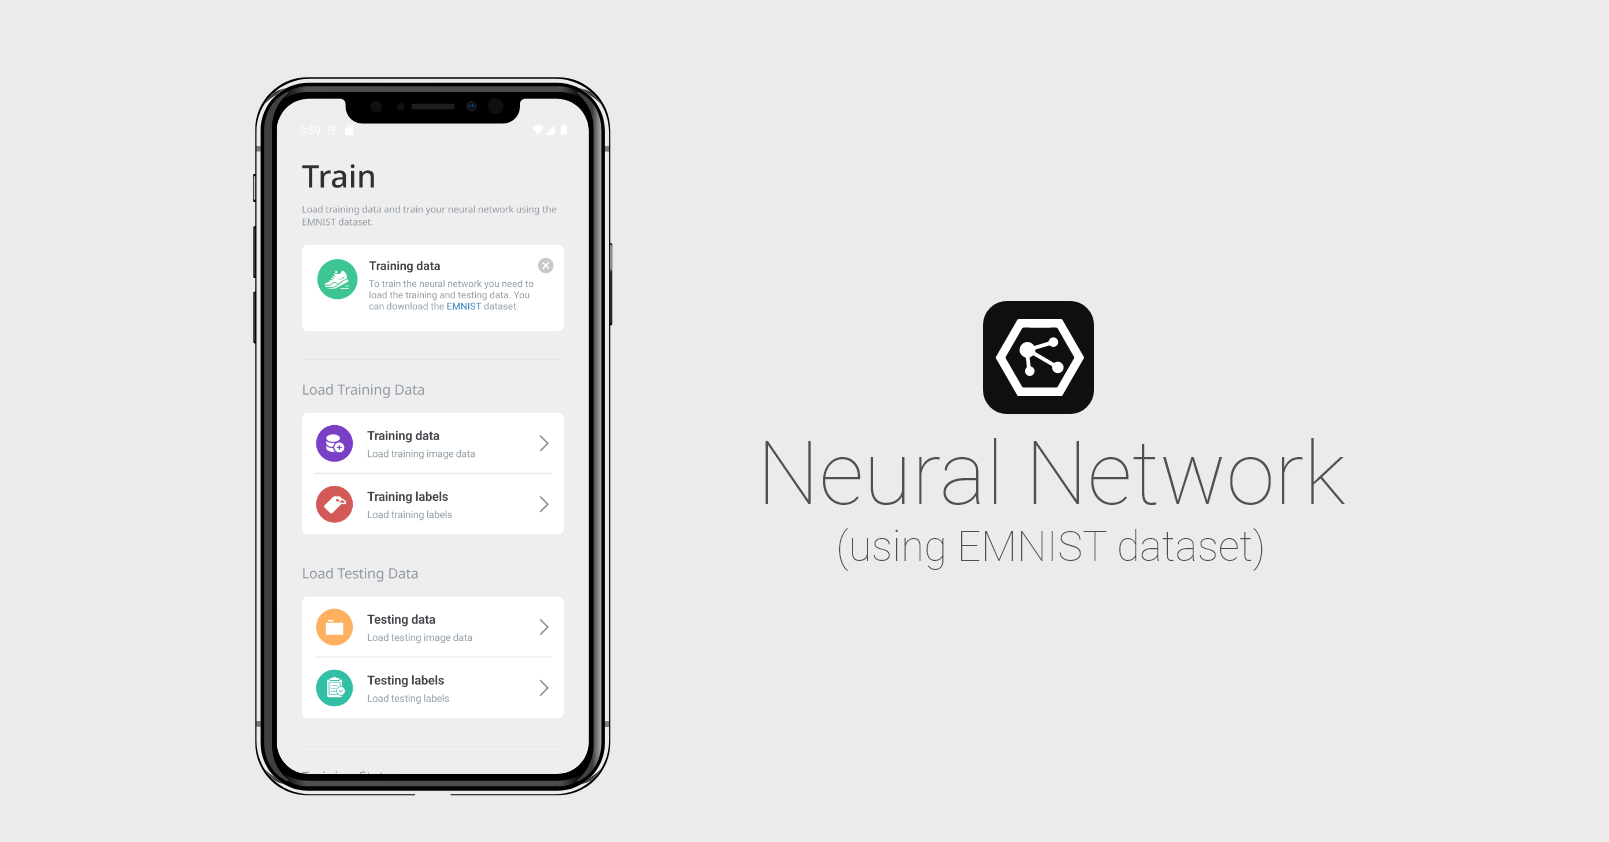 3:59
Train
Load training data and train your neural network using the
EMNIST dataset.
Training data
To train the neural network you need to
load the training and testing data. You
can download the EMNIST dataset.
Load Training Data
Training data
Load training image data
Training labels
Load training labels
Load Testing Data
Testing data
Load testing image data
Testing labels
Load testing labels
Neural Network
(using EMNIST dataset)